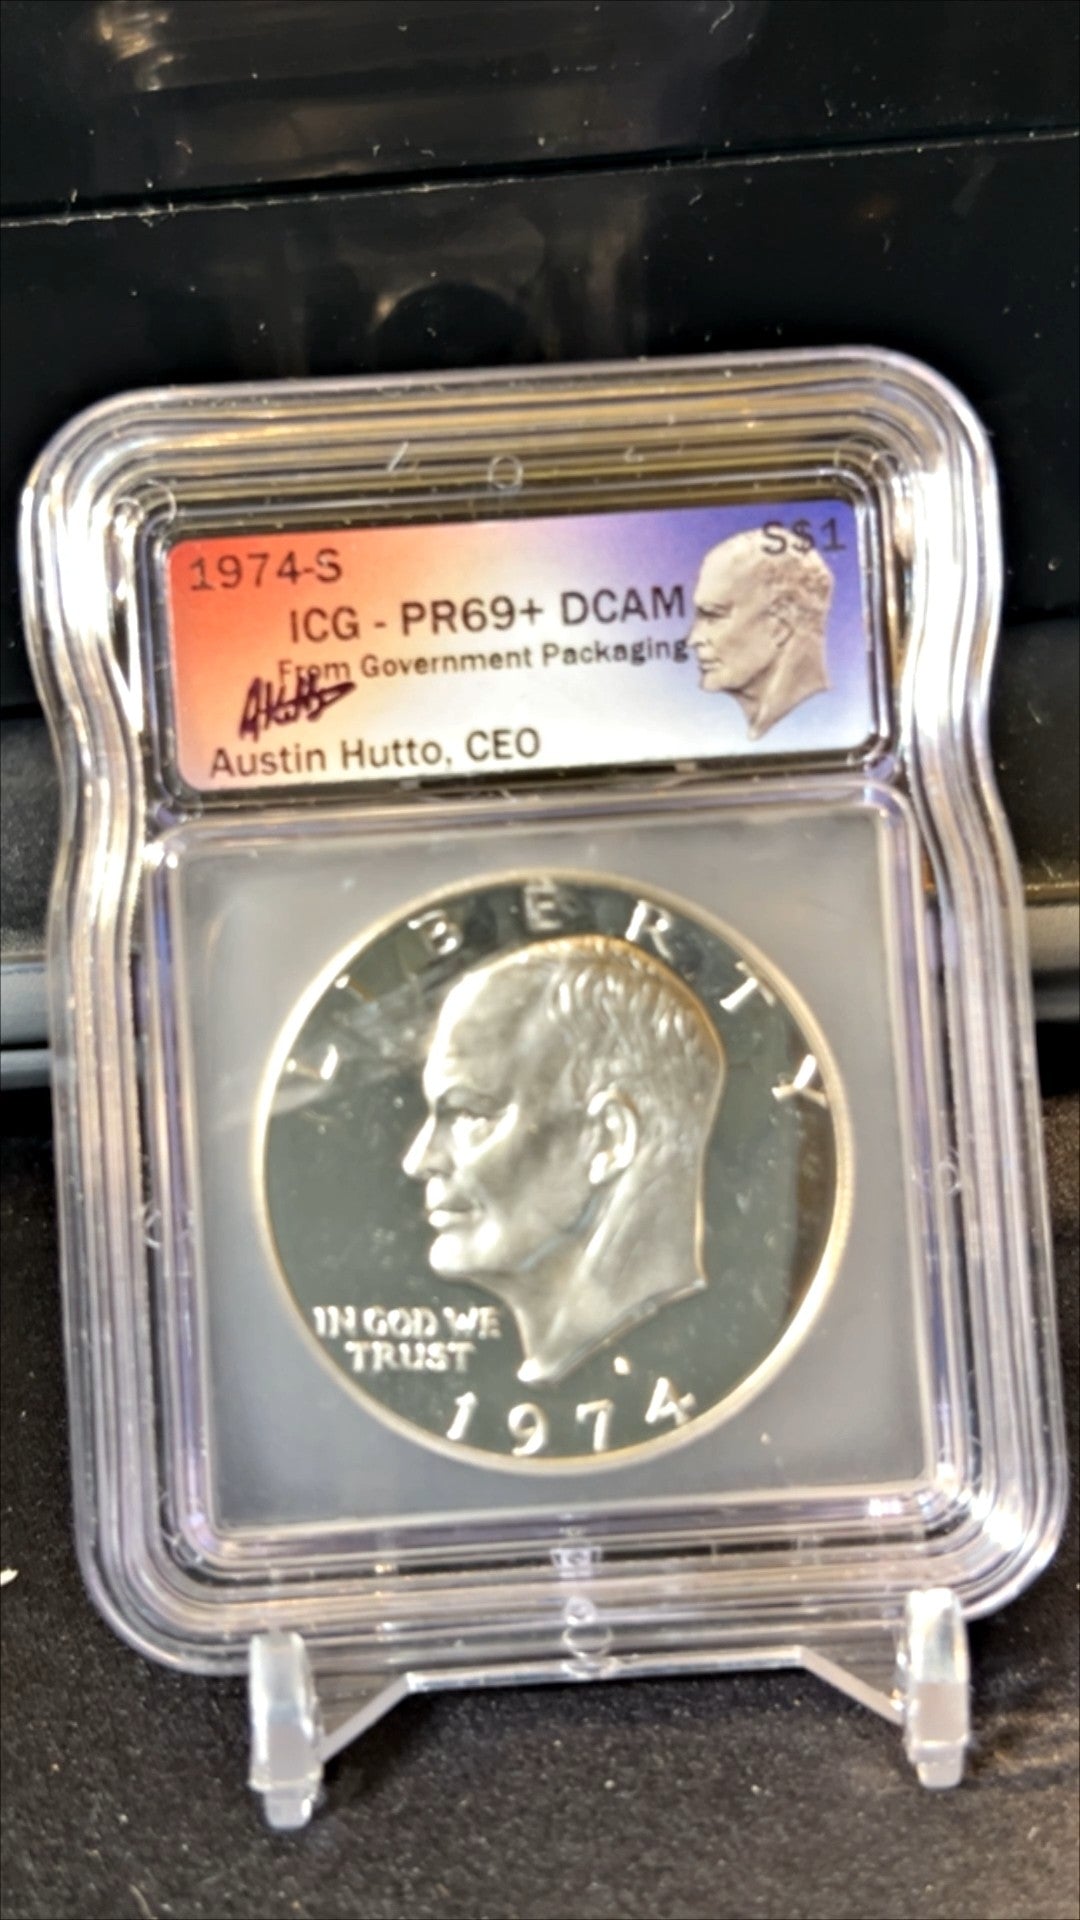 1974-S S$1
ICG - PR69+ DCAM
From Government Packaging
Austin Hutto, CEO
LIBERTY
IN GOD WE
TRUST
1974